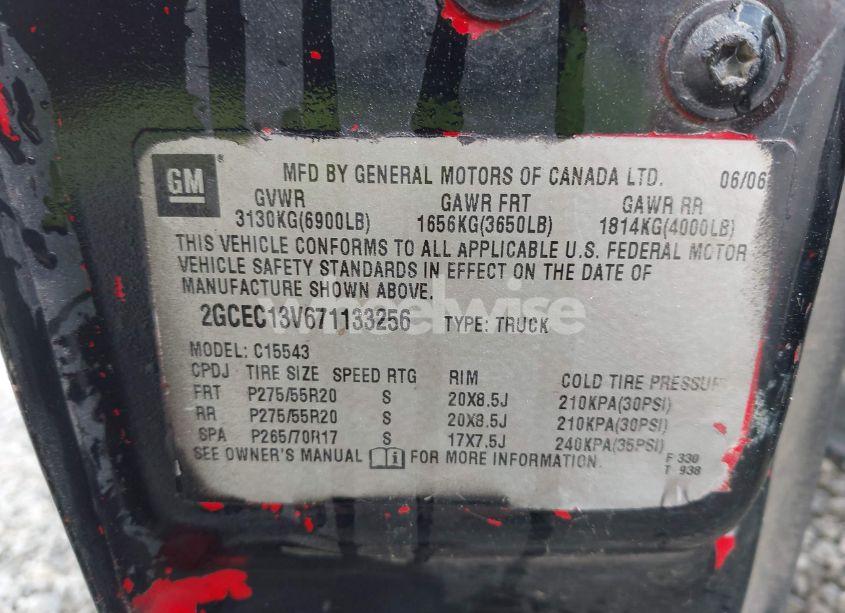 GM
MFD BY GENERAL MOTORS OF CANADA LTD. 06/06
GVWR GAWR FRT GAWR RR
3130KG(6900LB) 1656KG(3650LB) 1814KG(4000LB)
THIS VEHICLE CONFORMS TO ALL APPLICABLE U.S. FEDERAL MOTOR
VEHICLE SAFETY STANDARDS IN EFFECT ON THE DATE OF
MANUFACTURE SHOWN ABOVE.
wheelwise
2GCEC13V671133256 TYPE: TRUCK
MODEL: C15543
CPDJ TIRE SIZE SPEED RTG RIM COLD TIRE PRESSURE
FRT P275/55R20 S 20X8.5J 210KPA(30PSI)
RR P275/55R20 S 20X8.5J 210KPA(30PSI)
SPA P265/70R17 S 17X7.5J 240KPA(35PSI)
SEE OWNER'S MANUAL FOR MORE INFORMATION. F 330
T 938